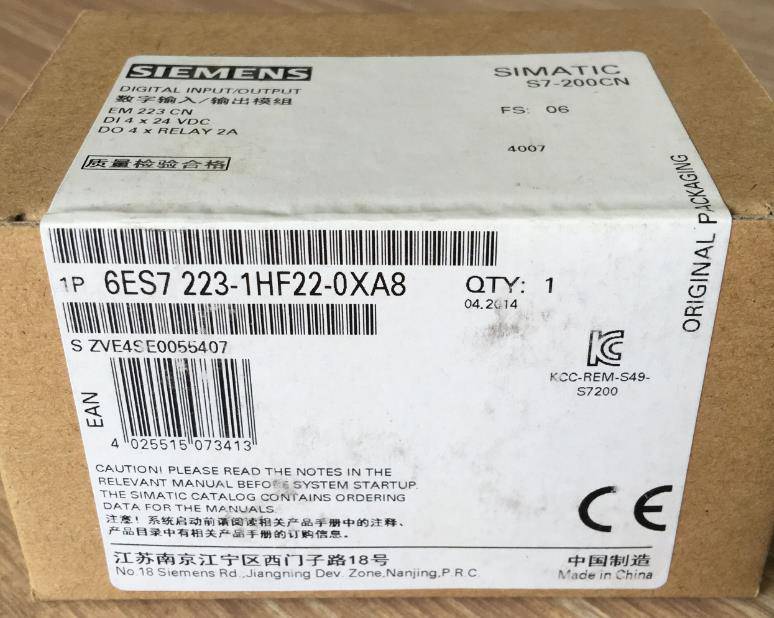 SIEMENS
SIMATIC
S7-200CN
DIGITAL INPUT/OUTPUT
数字输入/输出模组
EM 223 CN
DI 4 x 24 VDC
DO 4 x RELAY 2A
FS: 06
4007
质量检验合格
ORIGINAL PACKAGING
1P 6ES7 223-1HF22-0XA8
QTY: 1
04.2014
S ZVE4SE0055407
KCC-REM-S49-
S7200
EAN
4 025515 073413
CAUTION! PLEASE READ THE NOTES IN THE
RELEVANT MANUAL BEFORE SYSTEM STARTUP.
THE SIMATIC CATALOG CONTAINS ORDERING
DATA FOR THE MANUALS.
注意! 系统启动前请阅读相关产品手册中的注释、
产品目录中有相关产品手册的订购信息。
CE
江苏南京江宁区西门子路18号
No.18 Siemens Rd.,Jiangning Dev. Zone,Nanjing,P.R.C.
中国制造
Made in China